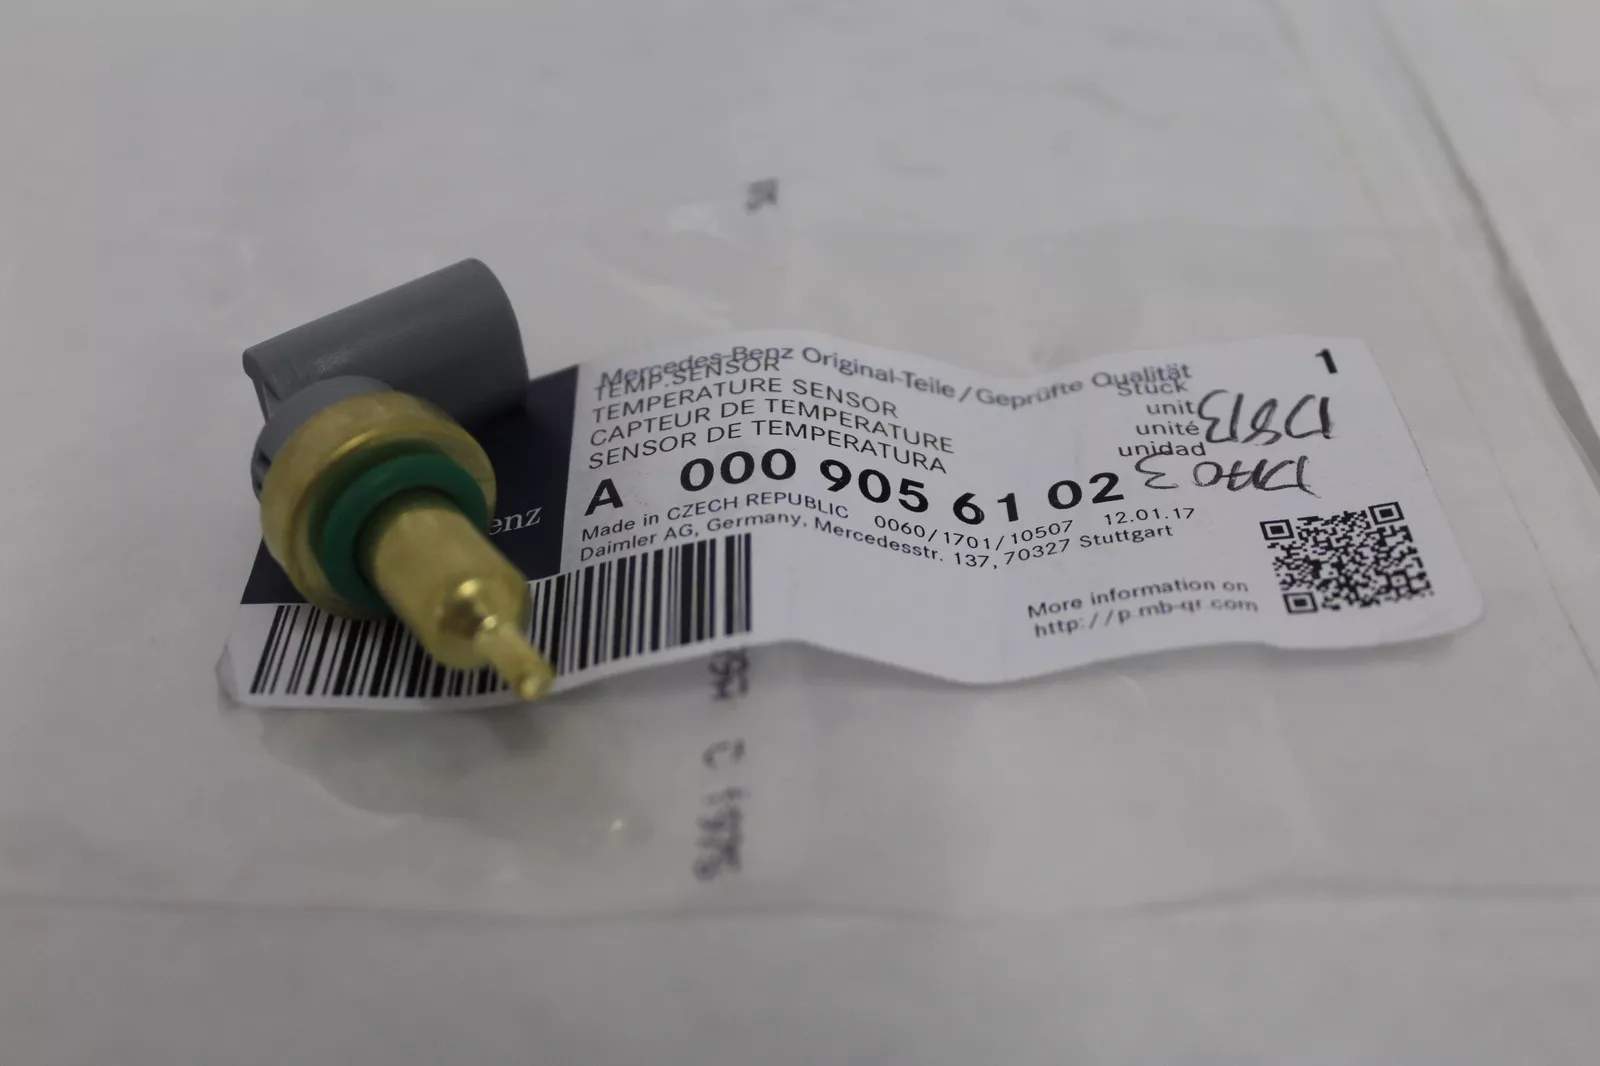 Mercedes-Benz Original-Teile / Geprüfte Qualität
TEMP.SENSOR
TEMPERATURE SENSOR
CAPTEUR DE TEMPERATURE
SENSOR DE TEMPERATURA
Stück
unit
unité
unidad
1
A 000 905 61 02
Made in CZECH REPUBLIC 0060/1701/10507 12.01.17
Daimler AG, Germany, Mercedesstr. 137, 70327 Stuttgart
More information on
http://p.mb-qr.com
enz